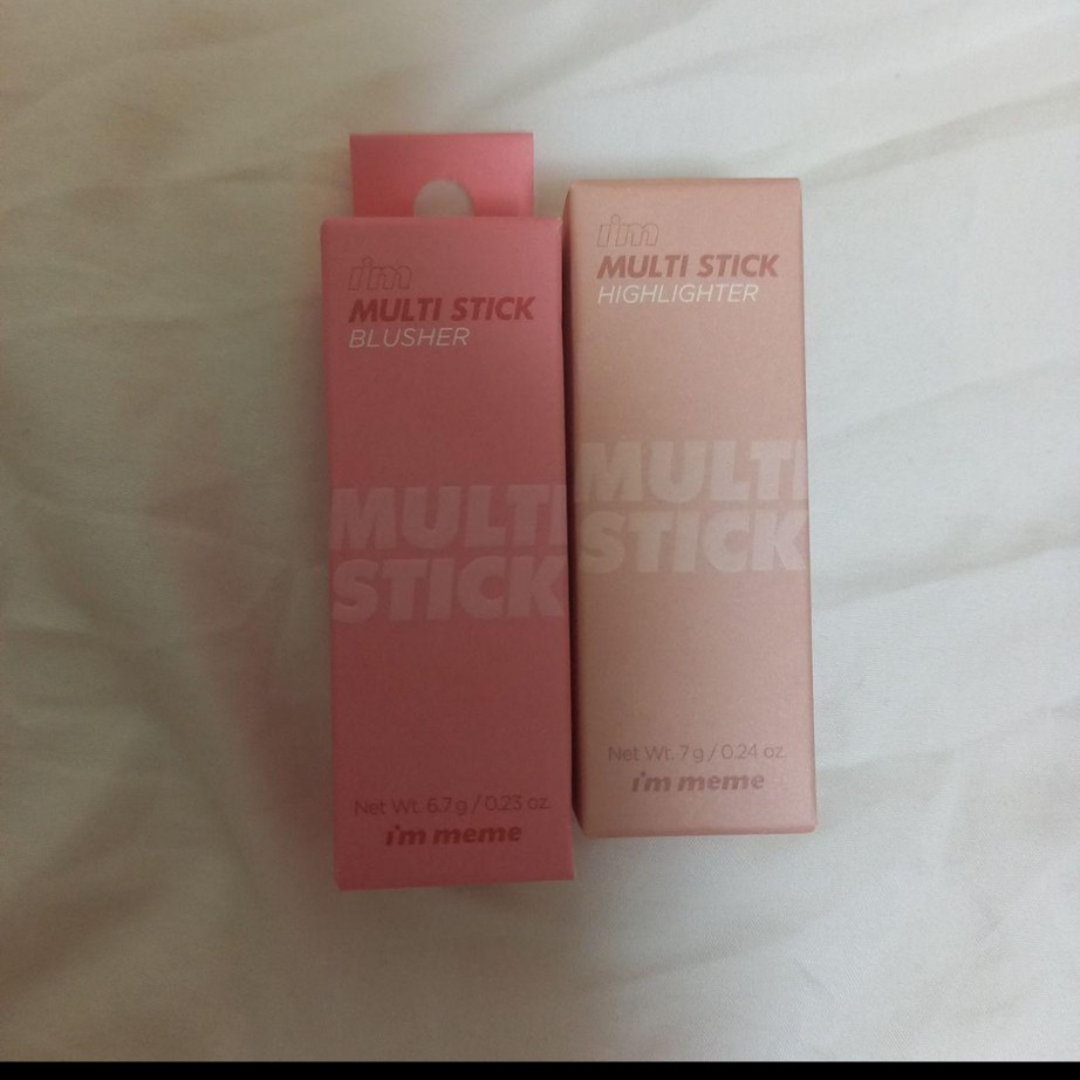 i'm
MULTI STICK
BLUSHER
MULTI
STICK
Net Wt. 6.7 g / 0.23 oz.
i'm meme
i'm
MULTI STICK
HIGHLIGHTER
MULTI
STICK
Net Wt. 7 g / 0.24 oz.
i'm meme